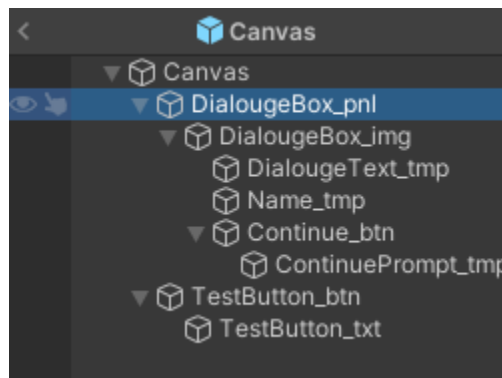 Canvas
Canvas
DialougeBox_pnl
DialougeBox_img
DialougeText_tmp
Name_tmp
Continue_btn
ContinuePrompt_tmp
TestButton_btn
TestButton_txt